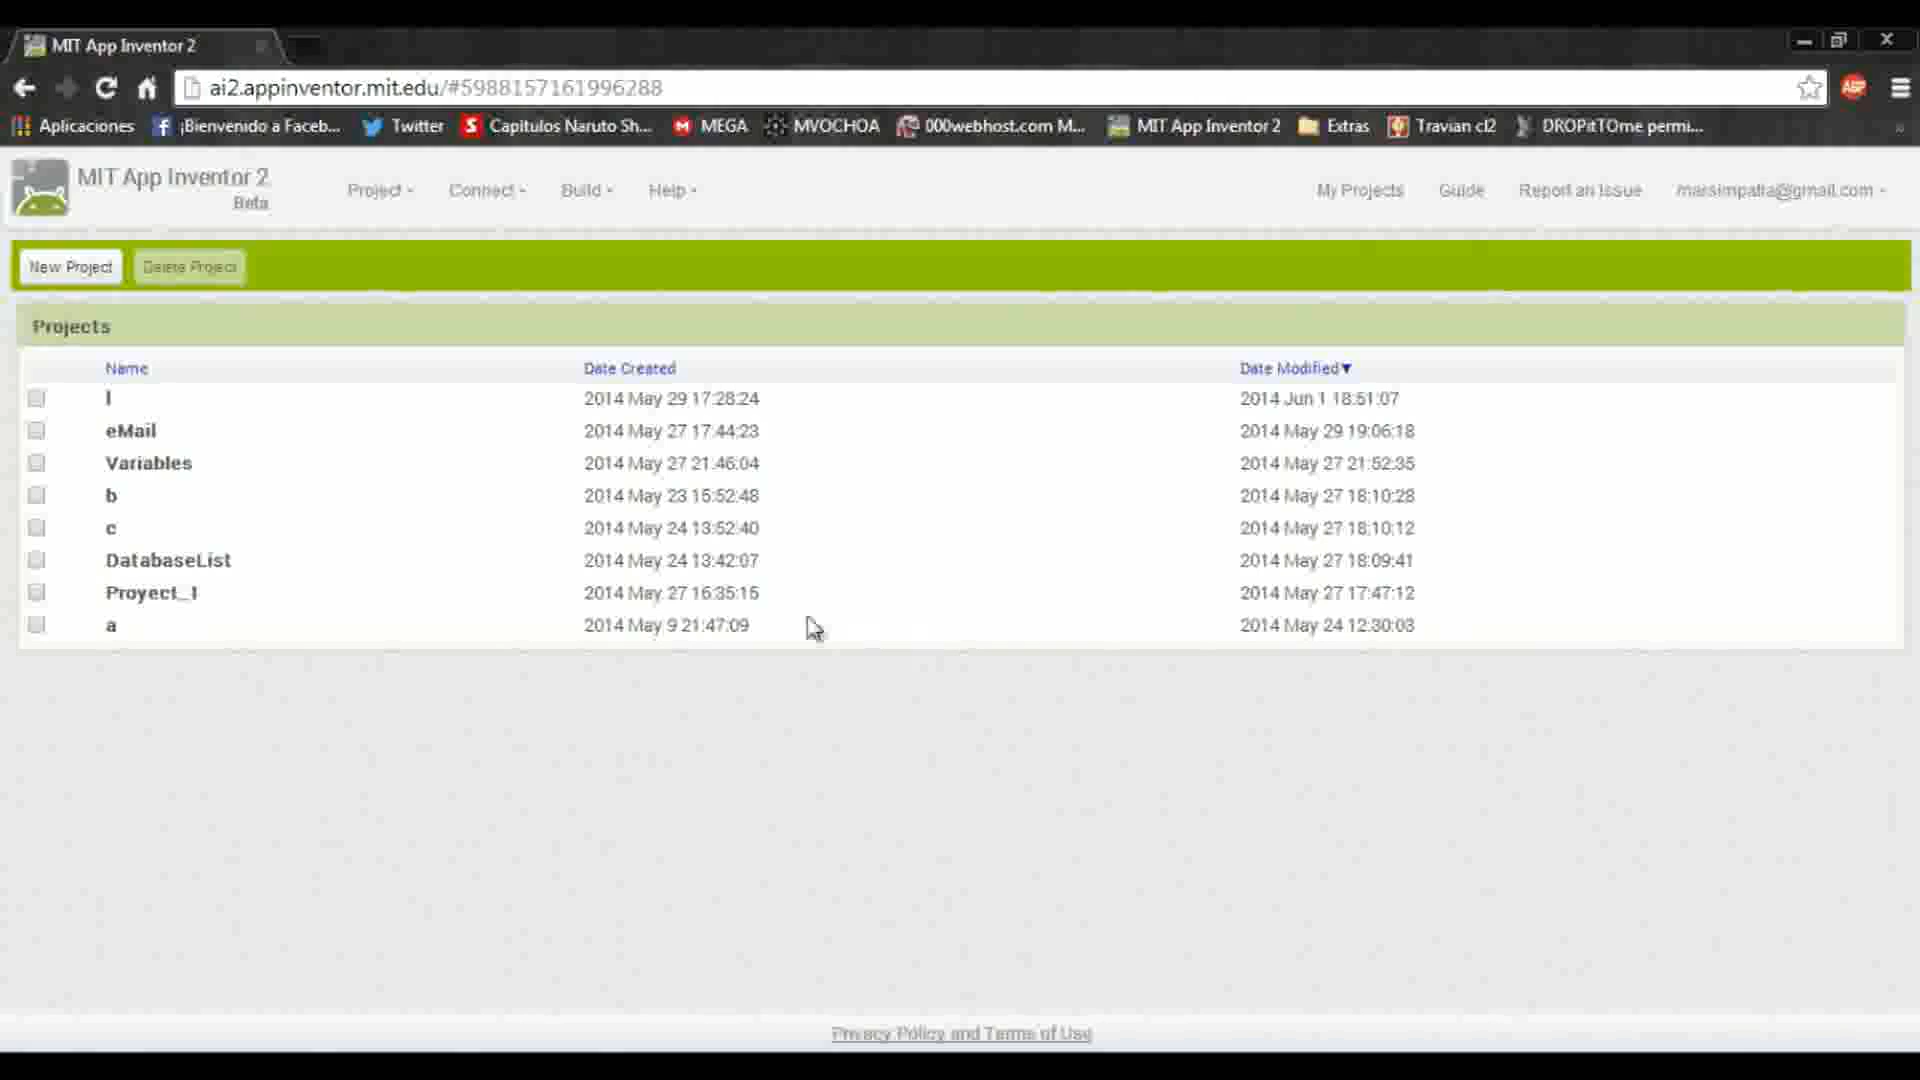 MIT App Inventor 2
ai2.appinventor.mit.edu/#5988157161996288
Aplicaciones ¡Bienvenido a Faceb... Twitter Capitulos Naruto Sh... MEGA MVOCHOA 000webhost.com M... MIT App Inventor 2 Extras Travian cl2 DROPitTOme permi...
MIT App Inventor 2
Beta
Project Connect Build Help My Projects Guide Report an Issue
New Project Delete Project
Projects
Name Date Created Date Modified▼
l 2014 May 29 17:28:24 2014 Jun 1 18:51:07
eMail 2014 May 27 17:44:23 2014 May 29 19:06:18
Variables 2014 May 27 21:46:04 2014 May 27 21:52:35
b 2014 May 23 15:52:48 2014 May 27 18:10:28
c 2014 May 24 13:52:40 2014 May 27 18:10:12
DatabaseList 2014 May 24 13:42:07 2014 May 27 18:09:41
Proyect_1 2014 May 27 16:35:15 2014 May 27 17:47:12
a 2014 May 9 21:47:09 2014 May 24 12:30:03
Privacy Policy and Terms of Use